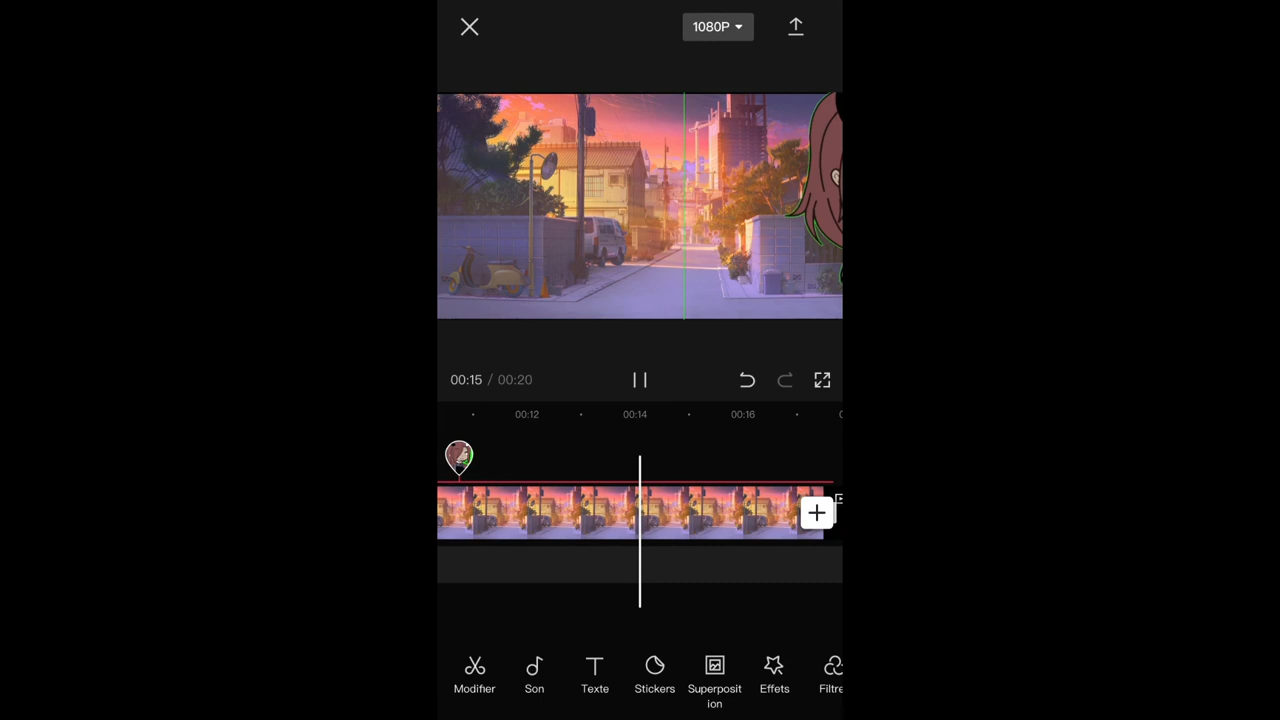 1080P
00:15 / 00:20
00:12
00:14
00:16
Modifier
Son
Texte
Stickers
Superposit
ion
Effets
Filtre